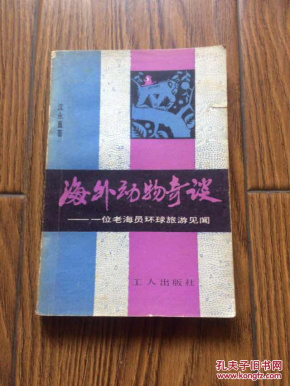 海外动物奇谈
——一位老海员环球旅游见闻
工人出版社
孔夫子旧书网